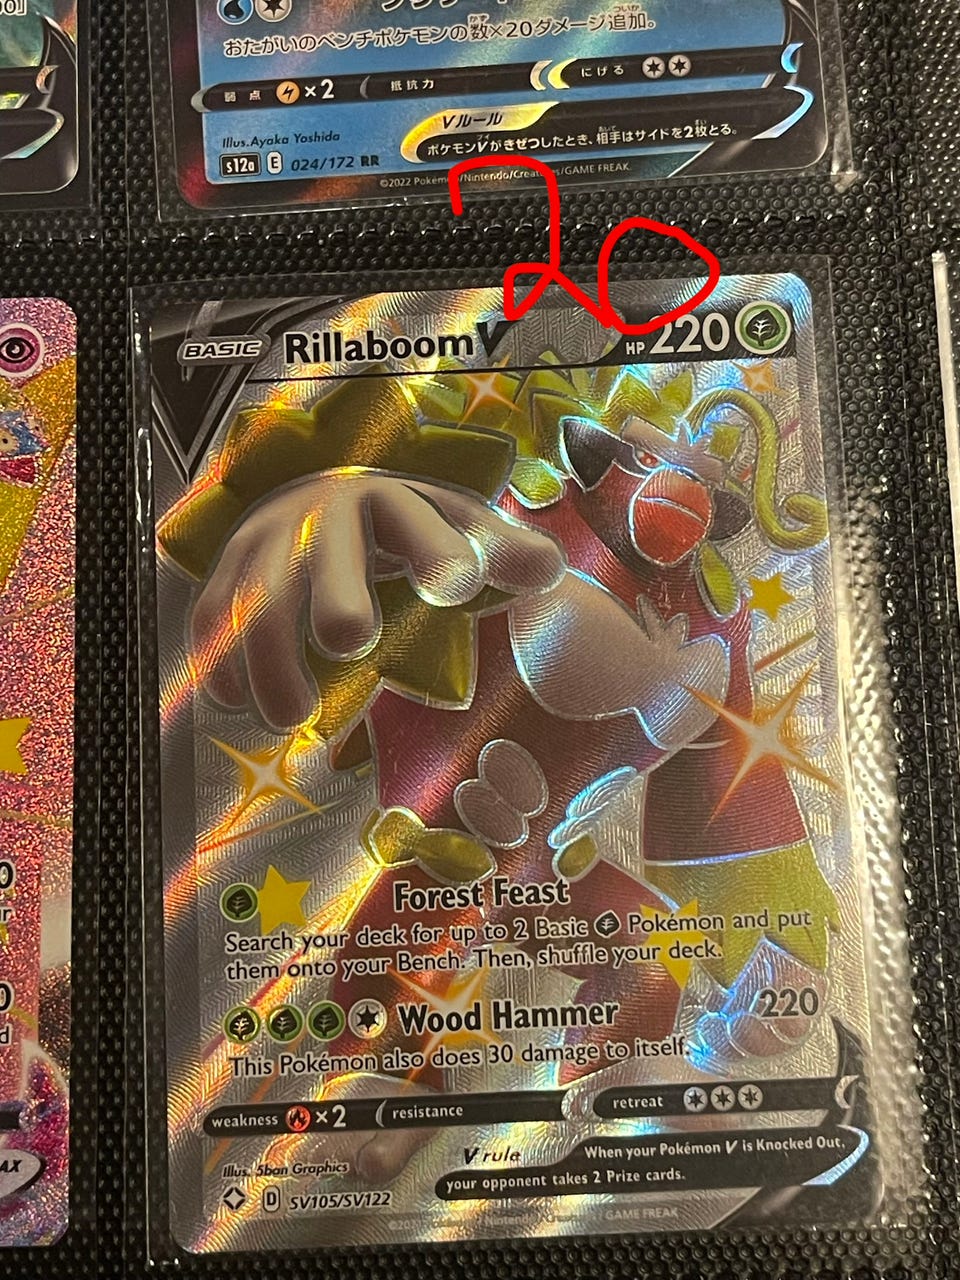 おたがいのベンチポケモンの数×20ダメージ追加。
弱点 ×2 抵抗力 にげる
Vルール
ポケモンVがきぜつしたとき、相手はサイドを2枚とる。
Illus.Ayaka Yoshida
s12a E 024/172 RR
©2022 Pokémon/Nintendo/Creatures/GAME FREAK.
20
BASIC Rillaboom V HP 220
Forest Feast
Search your deck for up to 2 Basic Pokémon and put
them onto your Bench. Then, shuffle your deck.
Wood Hammer 220
This Pokémon also does 30 damage to itself.
weakness ×2 resistance retreat
V rule When your Pokémon V is Knocked Out,
your opponent takes 2 Prize cards.
Illus. 5ban Graphics
D SV105/SV122
Nintendo GAME FREAK
AX